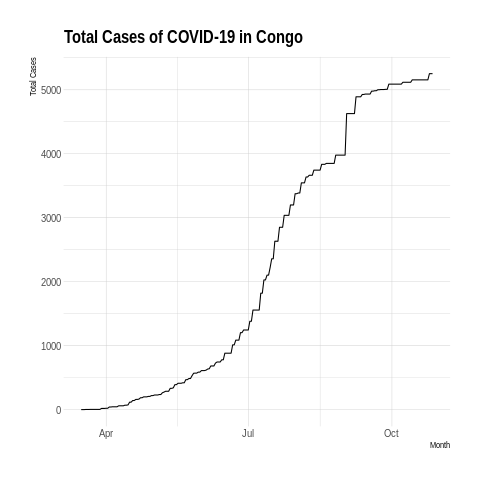 Total Cases of COVID-19 in Congo
Total Cases
5000
4000
3000
2000
1000
0
Apr
Jul
Oct
Month